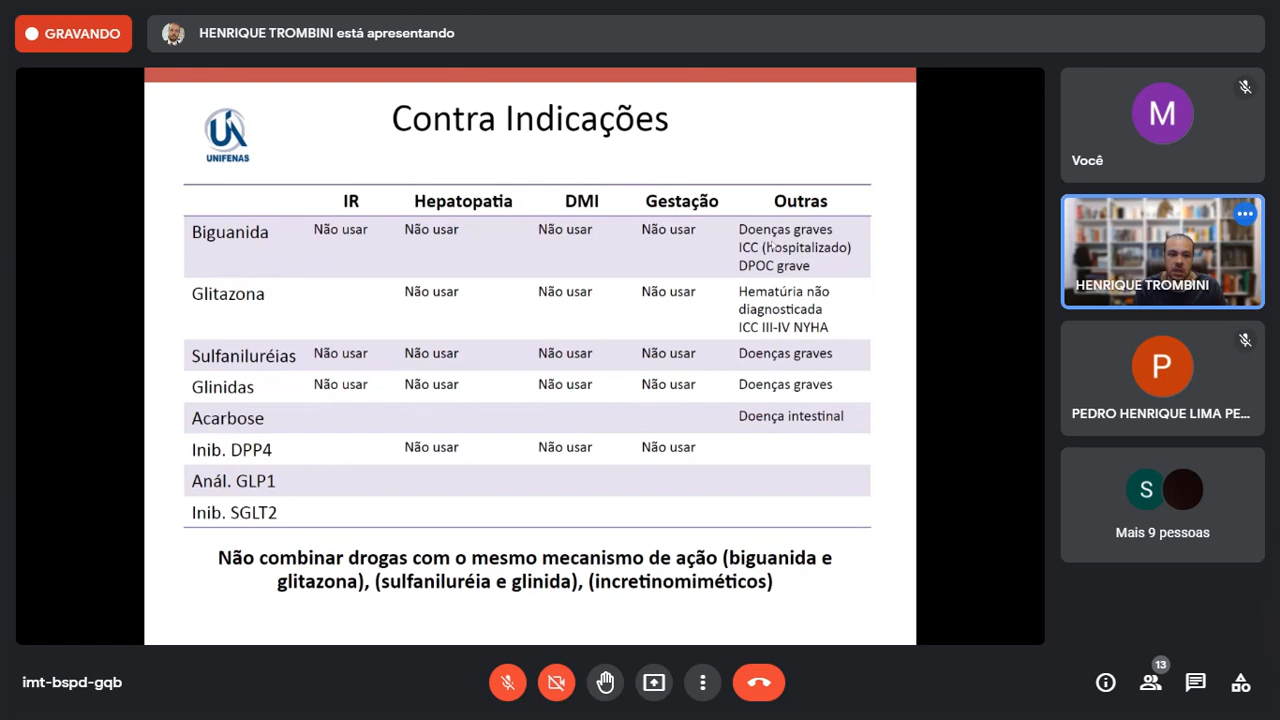 GRAVANDO
HENRIQUE TROMBINI está apresentando
UNIFENAS
Contra Indicações
IR Hepatopatia DMI Gestação Outras
Biguanida Não usar Não usar Não usar Não usar Doenças graves
ICC (hospitalizado)
DPOC grave
Glitazona Não usar Não usar Não usar Hematúria não
diagnosticada
ICC III-IV NYHA
Sulfaniluréias Não usar Não usar Não usar Não usar Doenças graves
Glinidas Não usar Não usar Não usar Não usar Doenças graves
Acarbose Doença intestinal
Inib. DPP4 Não usar Não usar Não usar
Anál. GLP1
Inib. SGLT2
Não combinar drogas com o mesmo mecanismo de ação (biguanida e
glitazona), (sulfaniluréia e glinida), (incretinomiméticos)
M
Você
HENRIQUE TROMBINI
P
PEDRO HENRIQUE LIMA PE...
S
Mais 9 pessoas
imt-bspd-gqb
13